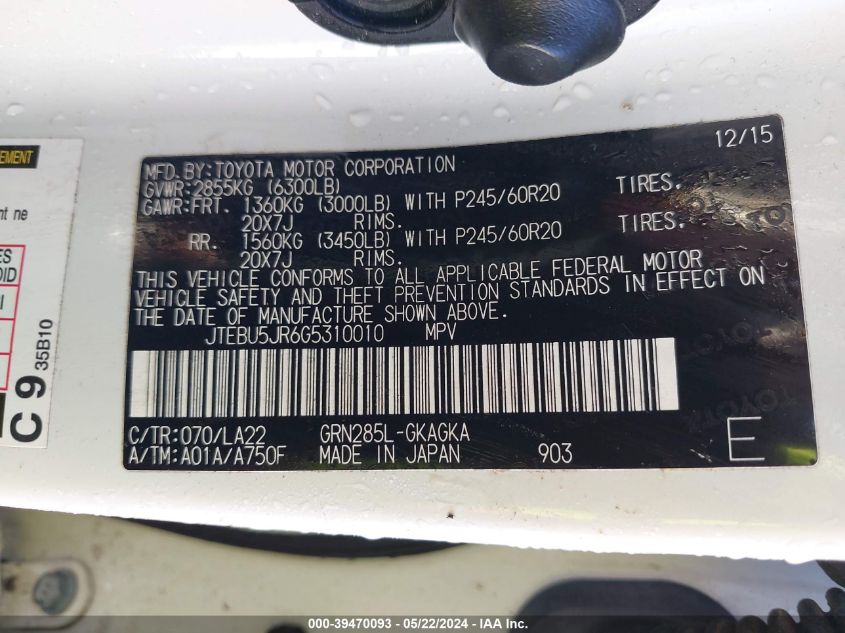 12/15
MFD. BY:TOYOTA MOTOR CORPORATION
GVWR:2855KG (6300LB)
GAWR:FRT. 1360KG (3000LB) WITH P245/60R20 TIRES,
20X7J RIMS.
RR. 1560KG (3450LB) WITH P245/60R20 TIRES,
20X7J RIMS.
THIS VEHICLE CONFORMS TO ALL APPLICABLE FEDERAL MOTOR
VEHICLE SAFETY AND THEFT PREVENTION STANDARDS IN EFFECT ON
THE DATE OF MANUFACTURE SHOWN ABOVE.
JTEBU5JR6G5310010 MPV
C/TR:070/LA22 GRN285L-GKAGKA
A/TM:A01A/A750F MADE IN JAPAN 903 E
C 9 35B10
000-39470093 - 05/22/2024 - IAA Inc.